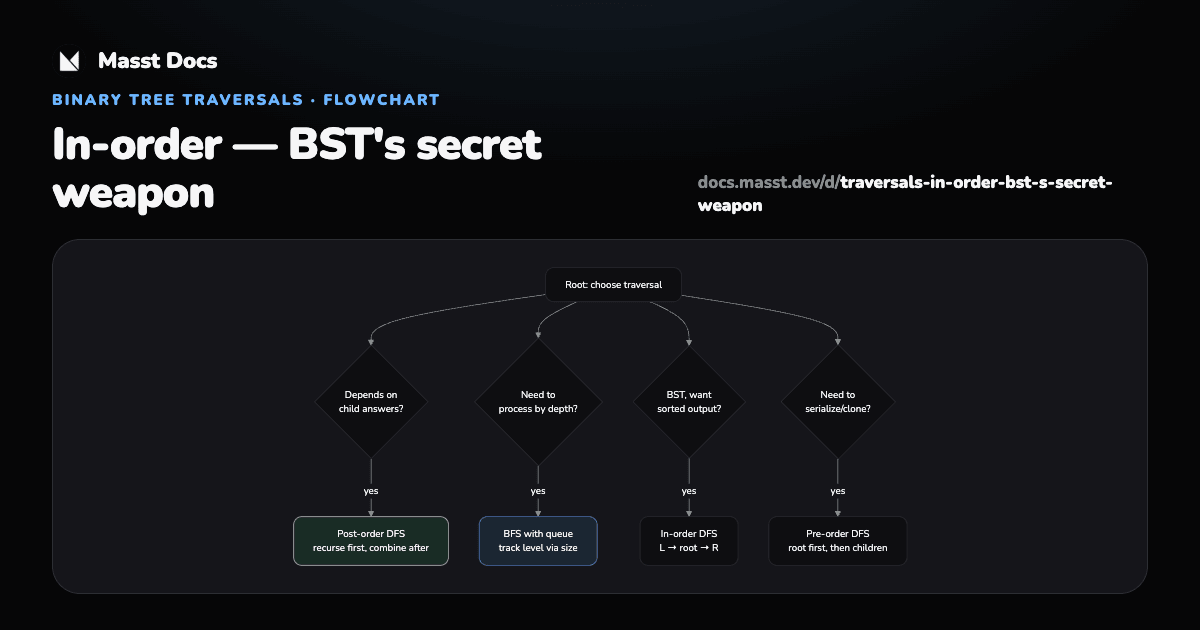 Masst Docs
BINARY TREE TRAVERSALS · FLOWCHART
In-order — BST's secret
weapon
docs.masst.dev/d/traversals-in-order-bst-s-secret-
weapon
Root: choose traversal
Depends on
child answers?
Need to
process by depth?
BST, want
sorted output?
Need to
serialize/clone?
yes
yes
yes
yes
Post-order DFS
recurse first, combine after
BFS with queue
track level via size
In-order DFS
L → root → R
Pre-order DFS
root first, then children